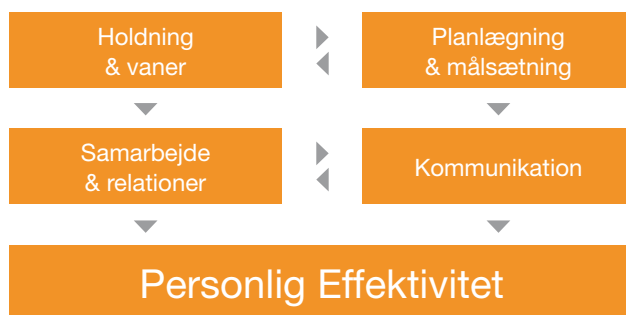 Holdning
& vaner
Planlægning
& målsætning
Samarbejde
& relationer
Kommunikation
Personlig Effektivitet